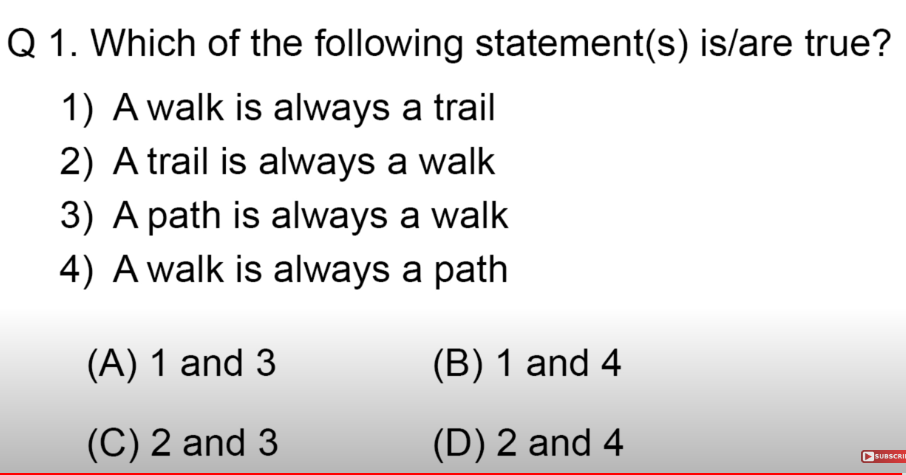 Q 1. Which of the following statement(s) is/are true?
1) A walk is always a trail
2) A trail is always a walk
3) A path is always a walk
4) A walk is always a path
(A) 1 and 3 (B) 1 and 4
(C) 2 and 3 (D) 2 and 4